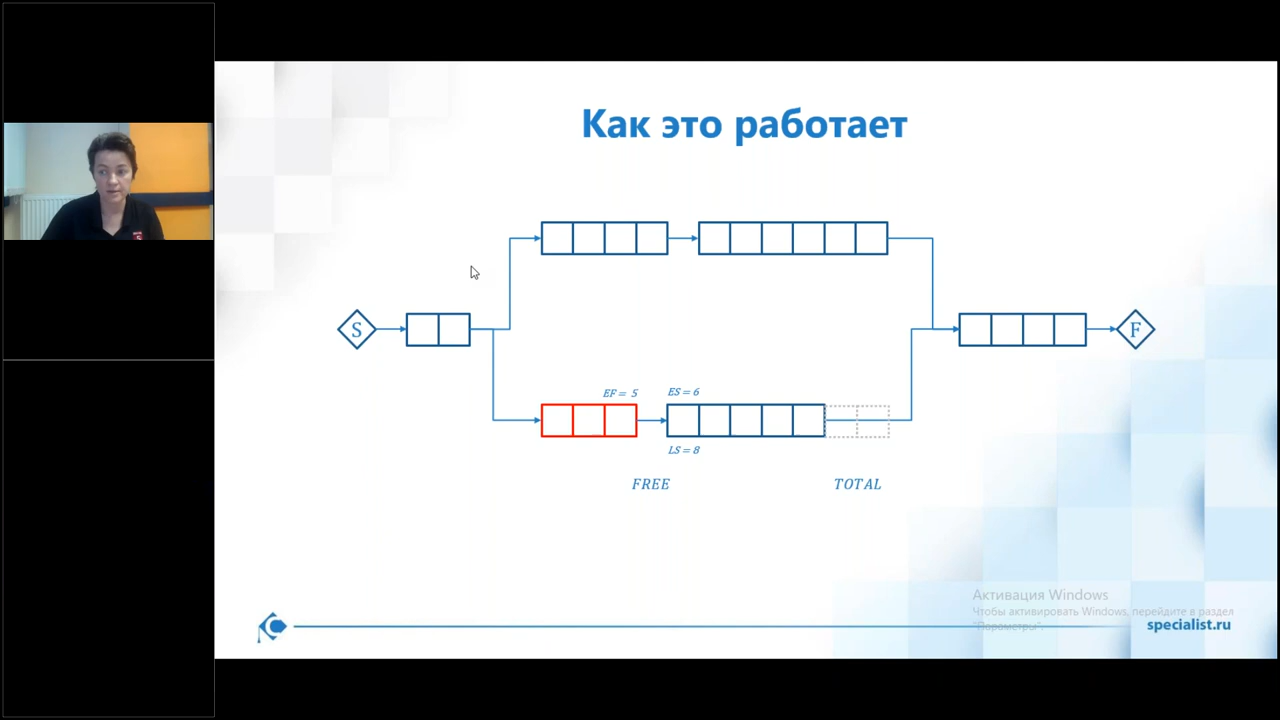 Как это работает
S
F
EF = 5
ES = 6
LS = 8
FREE
TOTAL
Активация Windows
Чтобы активировать Windows, перейдите в раздел
"Параметры".
specialist.ru